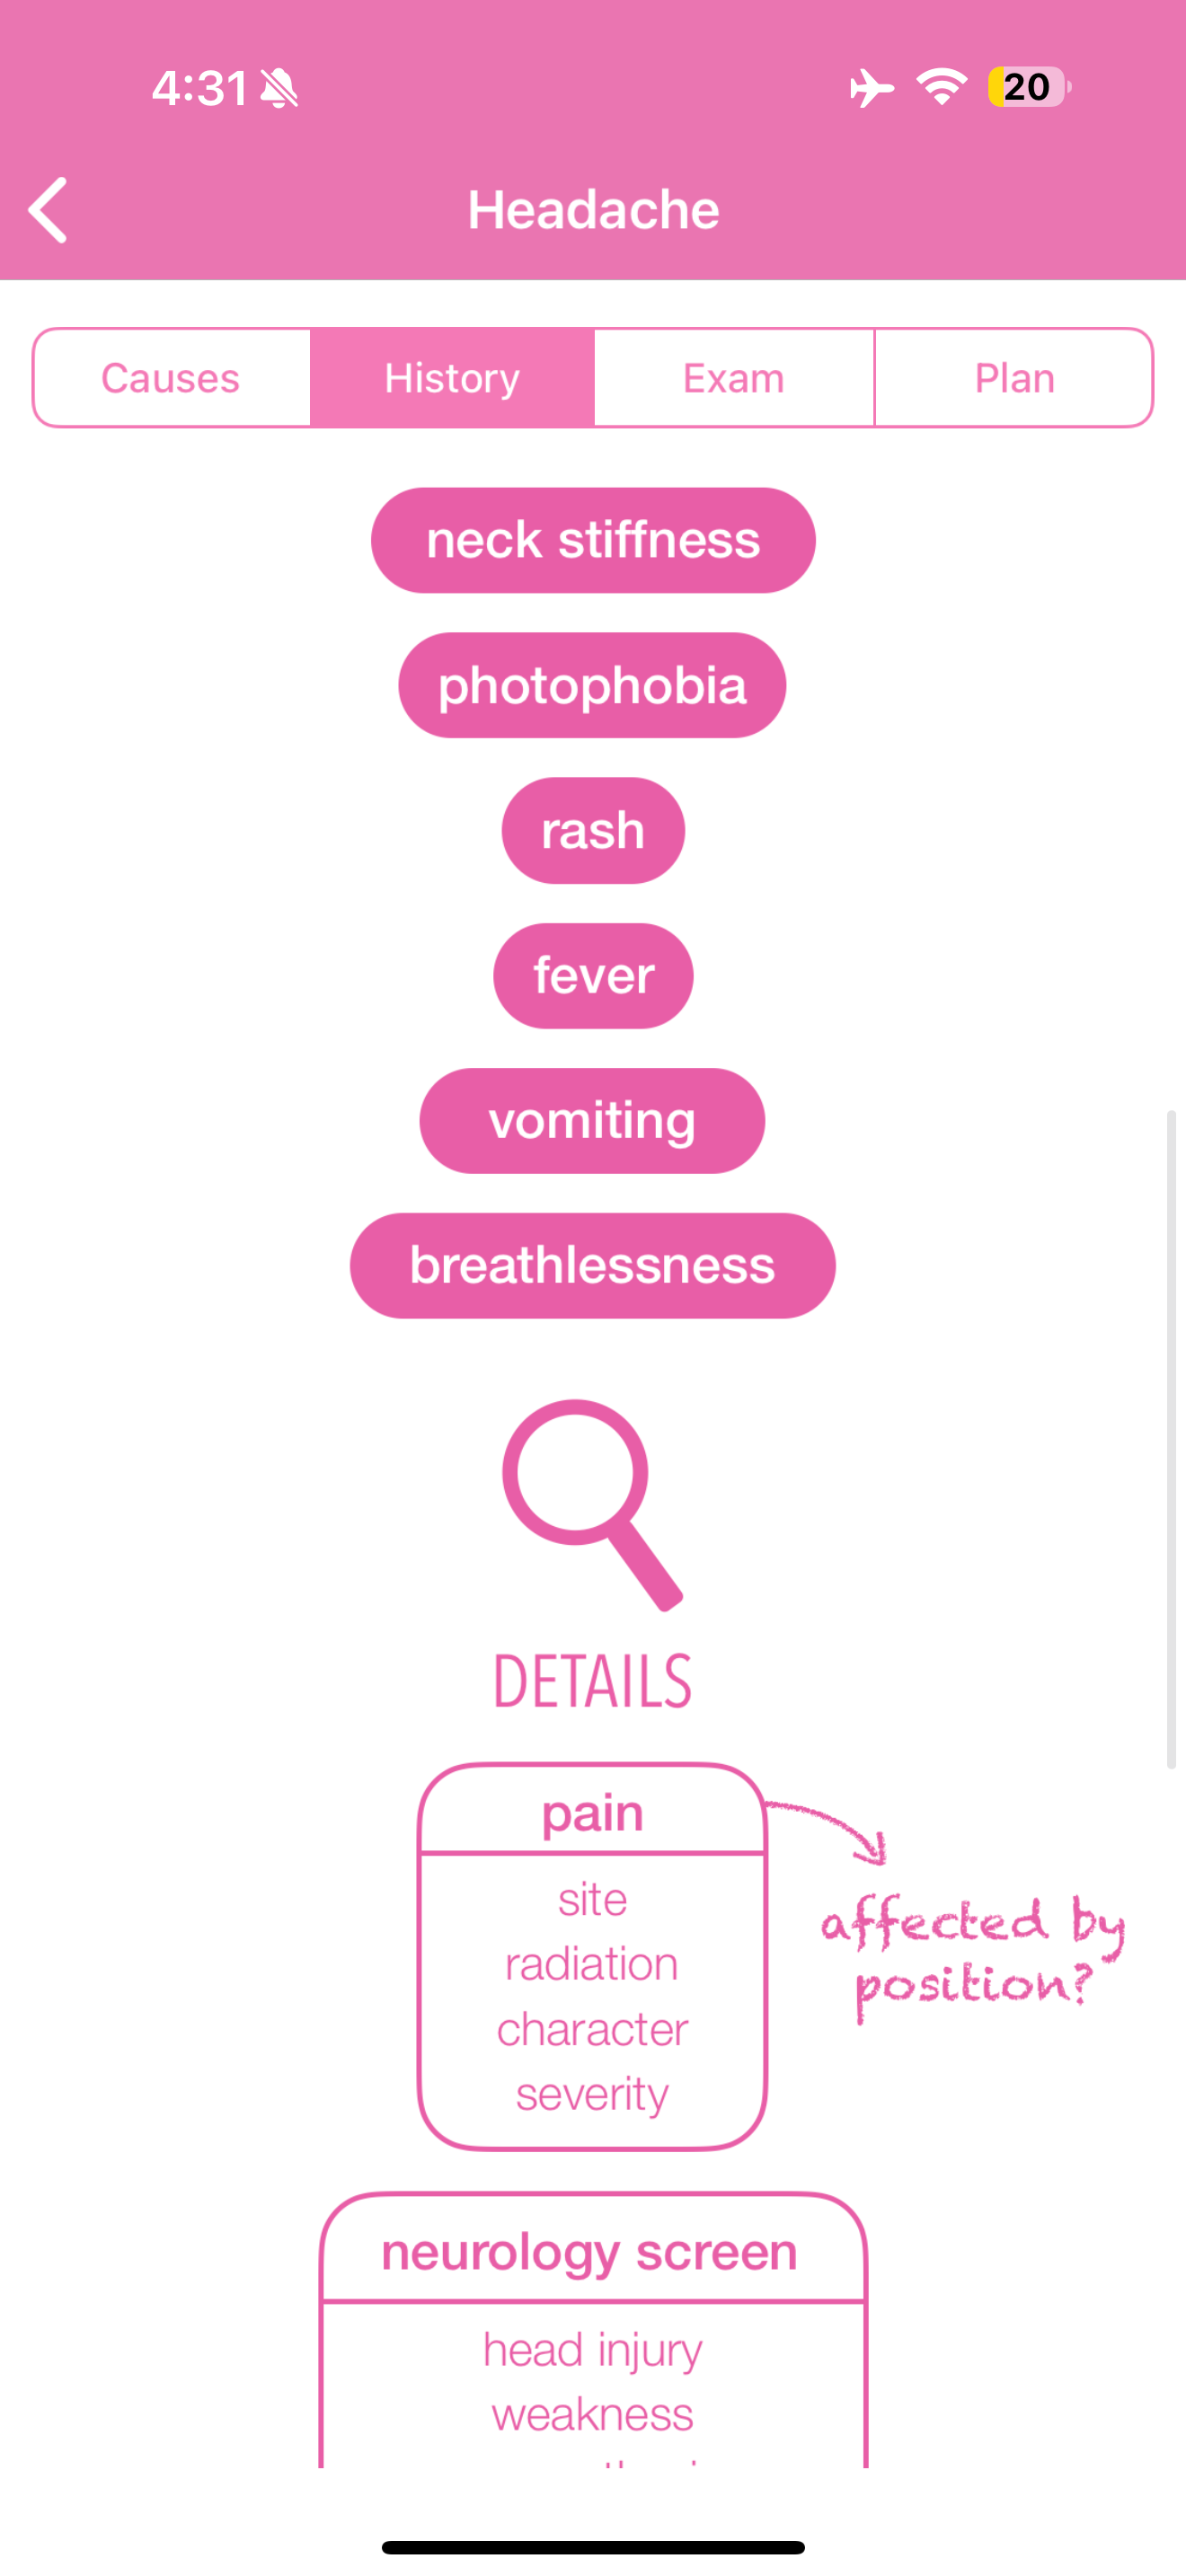 4:31
20
Headache
Causes History Exam Plan
neck stiffness
photophobia
rash
fever
vomiting
breathlessness
DETAILS
pain
site
radiation
character
severity
affected by
position?
neurology screen
head injury
weakness